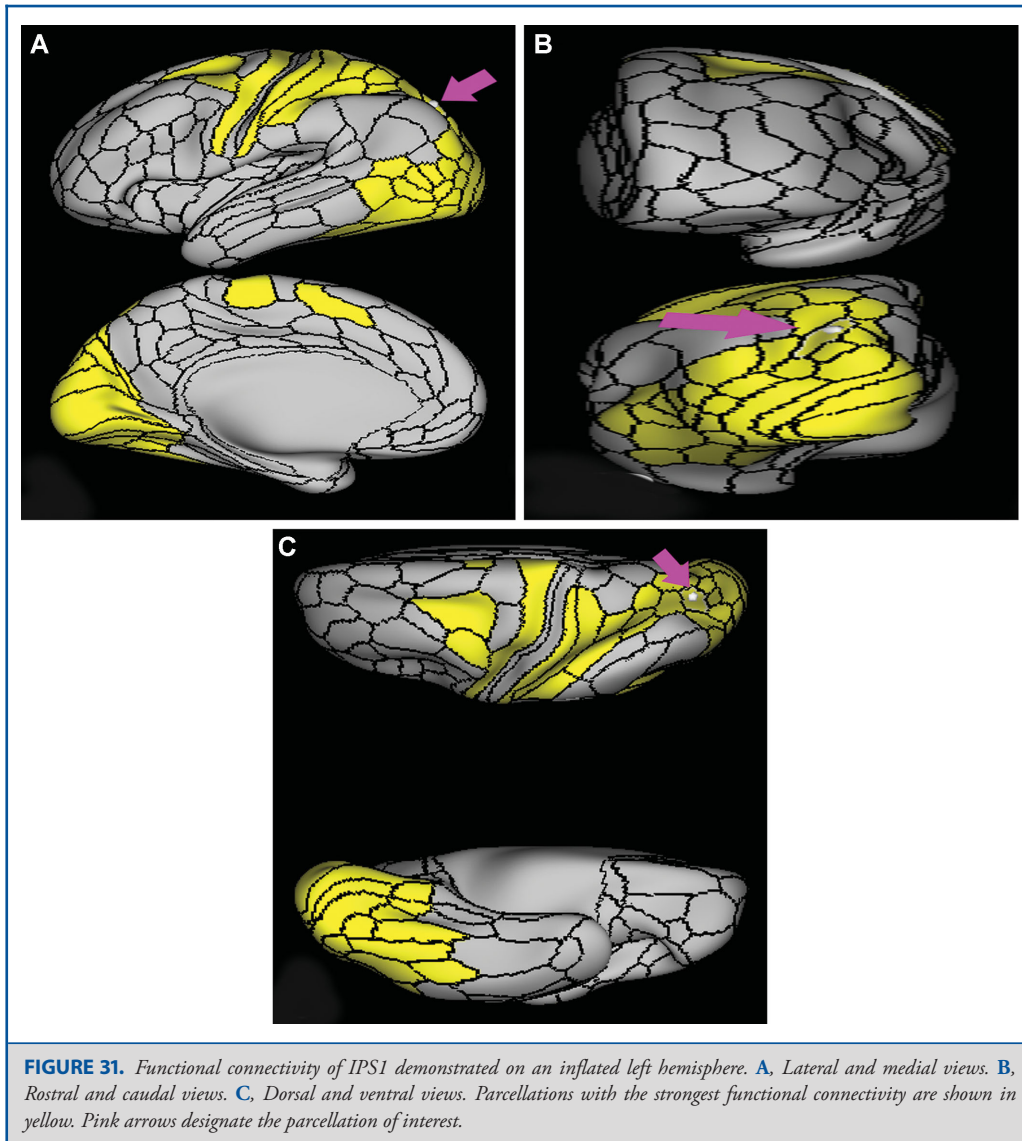 A
B
C
FIGURE 31. Functional connectivity of IPS1 demonstrated on an inflated left hemisphere. A, Lateral and medial views. B,
Rostral and caudal views. C, Dorsal and ventral views. Parcellations with the strongest functional connectivity are shown in
yellow. Pink arrows designate the parcellation of interest.